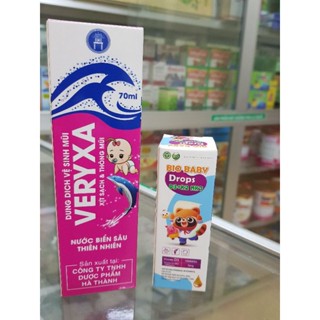 70ml
DUNG DỊCH VỆ SINH MŨI
VERYXA
XỊT SẠCH & THÔNG MŨI
NƯỚC BIỂN SÂU
THIÊN NHIÊN
Sản xuất tại:
CÔNG TY TNHH
DƯỢC PHẨM
HÀ THÀNH
BIO BABY
Drops